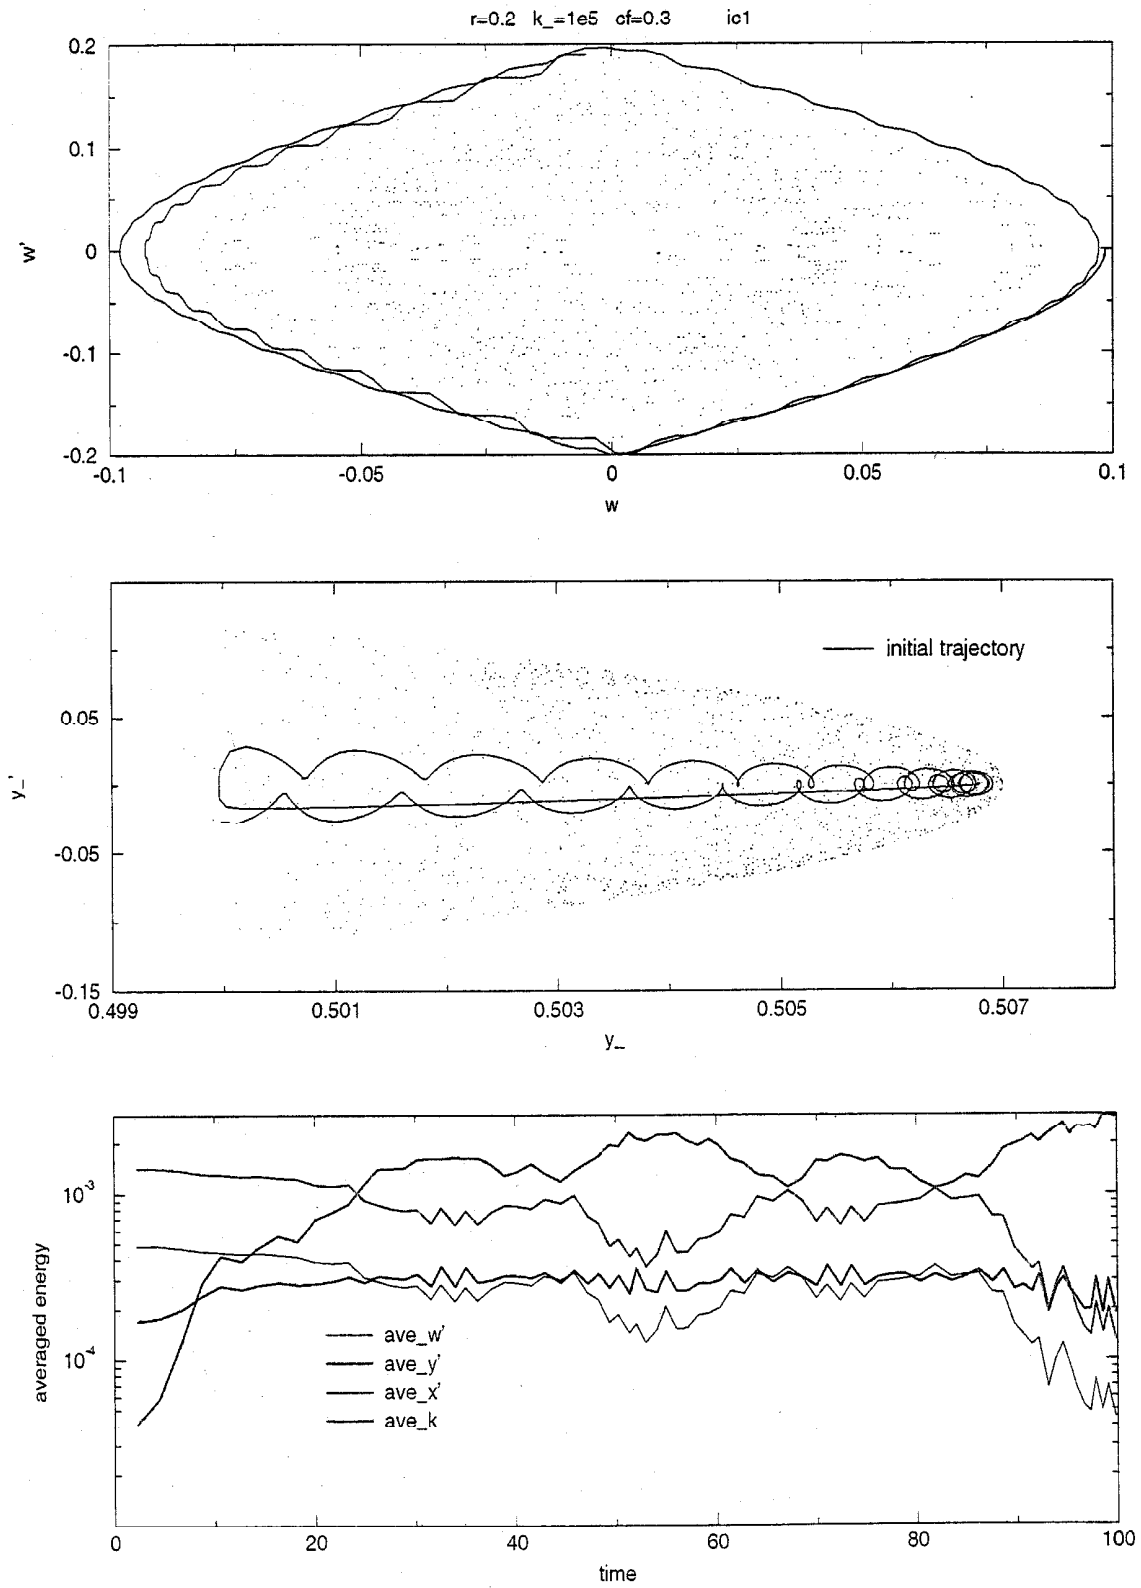 r=0.2 k_=1e5 cf=0.3 ic1
0.2
0.1
0
-0.1
-0.2
w'
-0.1 -0.05 0 0.05 0.1
w
initial trajectory
0.05
-0.05
-0.15
y_'
0.499 0.501 0.503 0.505 0.507
y_
10-3
10-4
averaged energy
ave_w'
ave_y'
ave_x'
ave_k
0 20 40 60 80 100
time